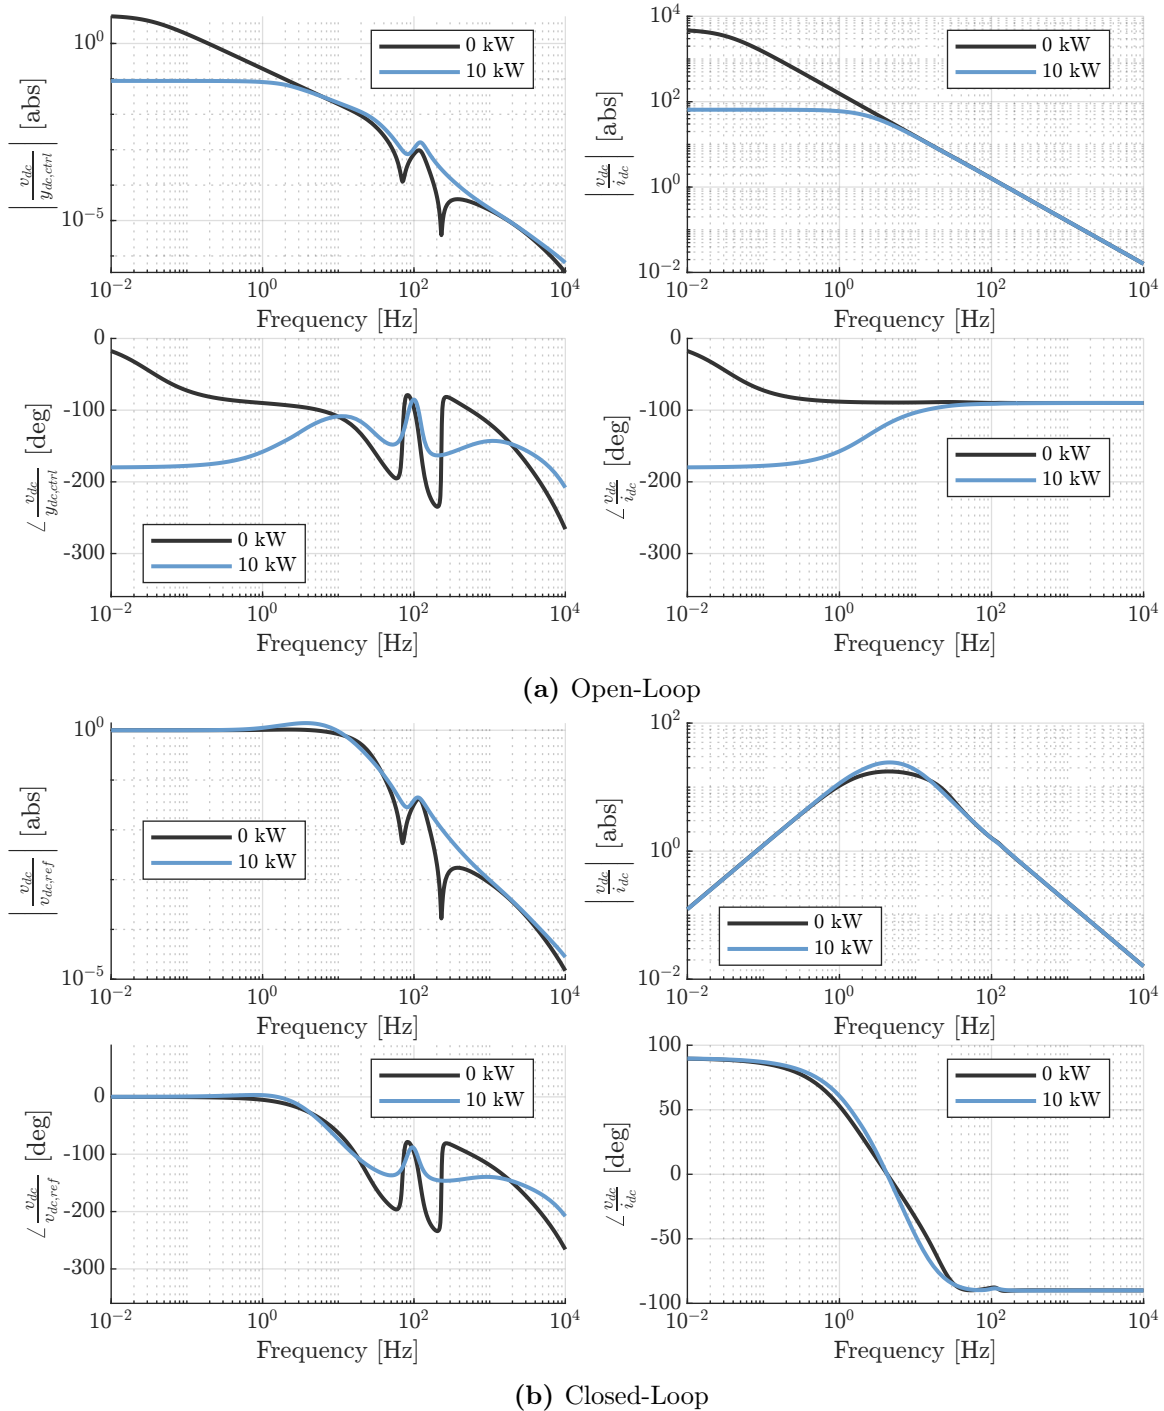 10^0
10^-5
|v_dc/y_dc,ctrl| [abs]
0 kW
10 kW
10^-2 10^0 10^2 10^4
Frequency [Hz]
10^4
10^2
10^0
10^-2
|v_dc/i_dc| [abs]
0 kW
10 kW
10^-2 10^0 10^2 10^4
Frequency [Hz]
0
-100
-200
-300
∠ v_dc/y_dc,ctrl [deg]
0 kW
10 kW
10^-2 10^0 10^2 10^4
Frequency [Hz]
0
-100
-200
-300
∠ v_dc/i_dc [deg]
0 kW
10 kW
10^-2 10^0 10^2 10^4
Frequency [Hz]
(a) Open-Loop
10^0
10^-5
|v_dc/v_dc,ref| [abs]
0 kW
10 kW
10^-2 10^0 10^2 10^4
Frequency [Hz]
10^2
10^0
10^-2
|v_dc/i_dc| [abs]
0 kW
10 kW
10^-2 10^0 10^2 10^4
Frequency [Hz]
0
-100
-200
-300
∠ v_dc/v_dc,ref [deg]
0 kW
10 kW
10^-2 10^0 10^2 10^4
Frequency [Hz]
100
50
0
-50
-100
∠ v_dc/i_dc [deg]
0 kW
10 kW
10^-2 10^0 10^2 10^4
Frequency [Hz]
(b) Closed-Loop